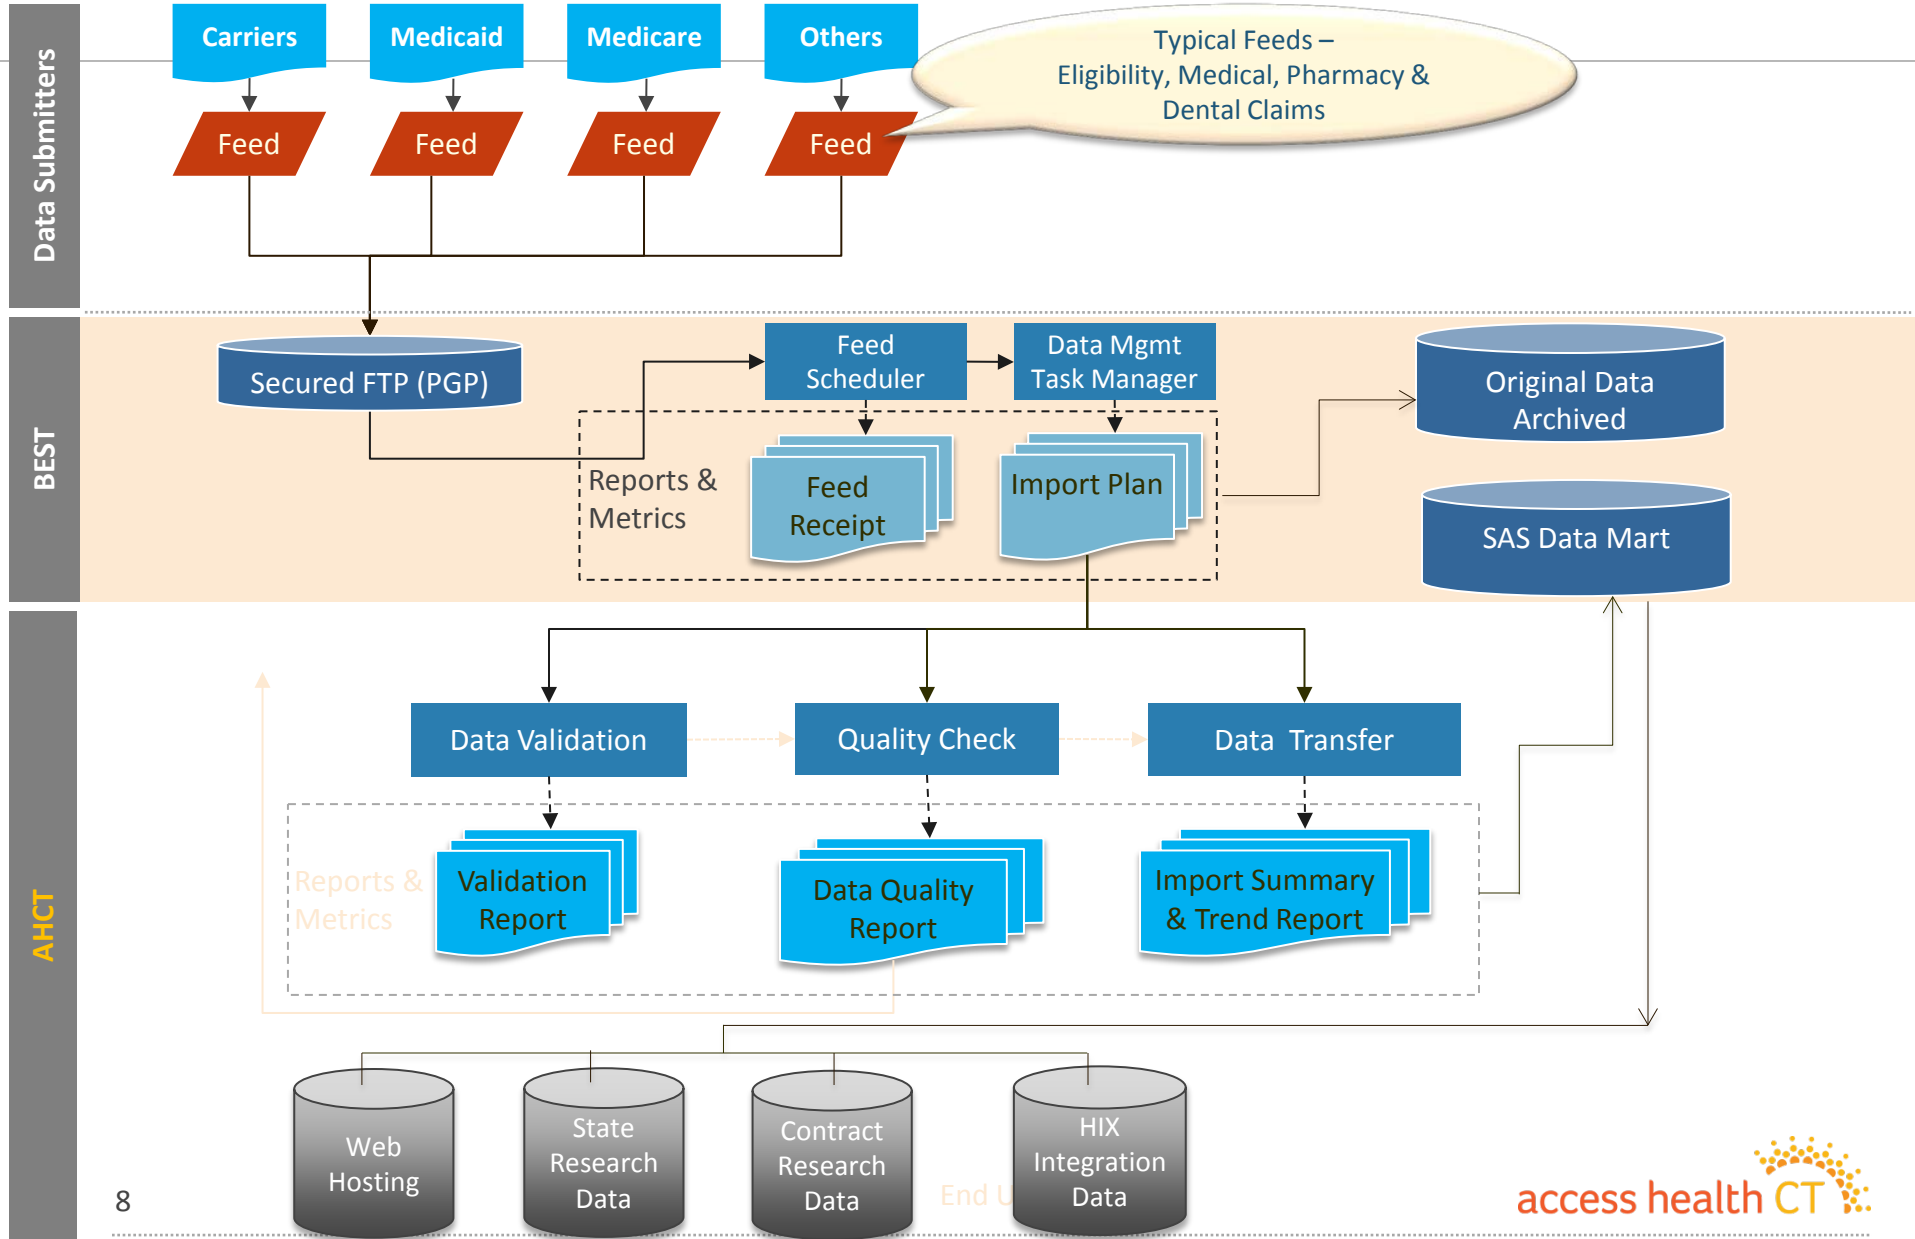 Data Submitters
Carriers
Medicaid
Medicare
Others
Typical Feeds –
Eligibility, Medical, Pharmacy &
Dental Claims
Feed
Feed
Feed
Feed
BEST
Secured FTP (PGP)
Feed
Scheduler
Data Mgmt
Task Manager
Original Data
Archived
Reports &
Metrics
Feed
Receipt
Import Plan
SAS Data Mart
AHCT
Data Validation
Quality Check
Data Transfer
Reports &
Metrics
Validation
Report
Data Quality
Report
Import Summary
& Trend Report
Web
Hosting
State
Research
Data
Contract
Research
Data
HIX
Integration
Data
End
8
access health CT